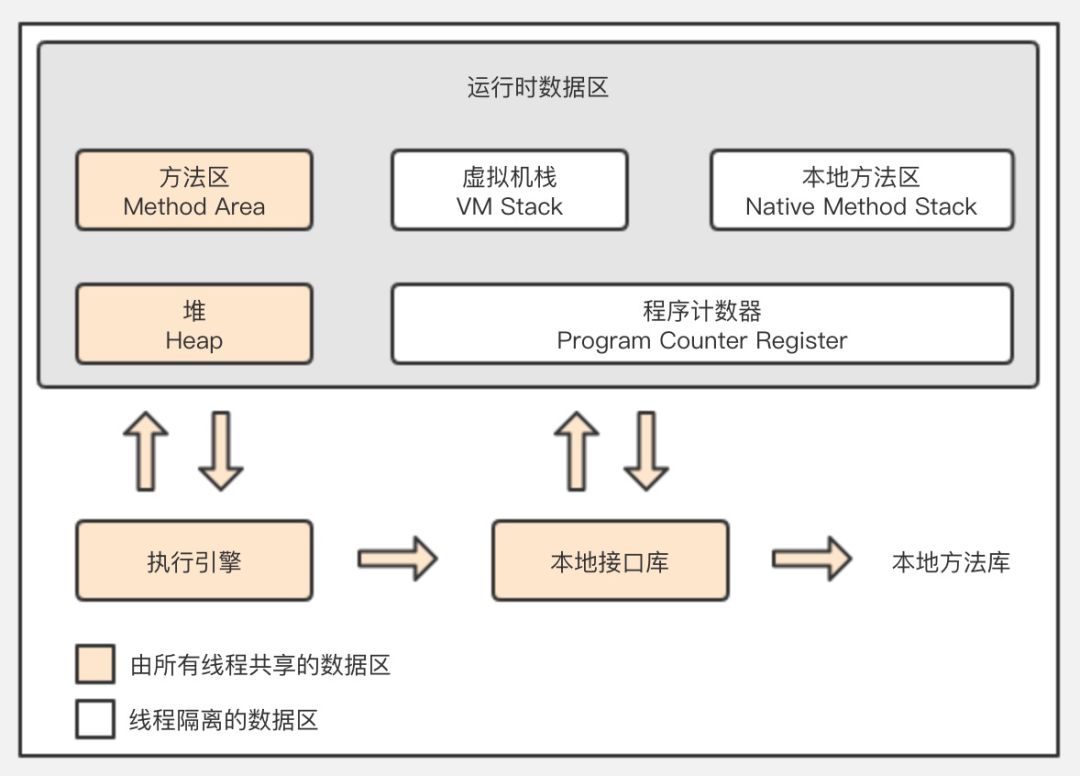 运行时数据区
方法区
Method Area
虚拟机栈
VM Stack
本地方法区
Native Method Stack
堆
Heap
程序计数器
Program Counter Register
执行引擎
本地接口库
本地方法库
由所有线程共享的数据区
线程隔离的数据区